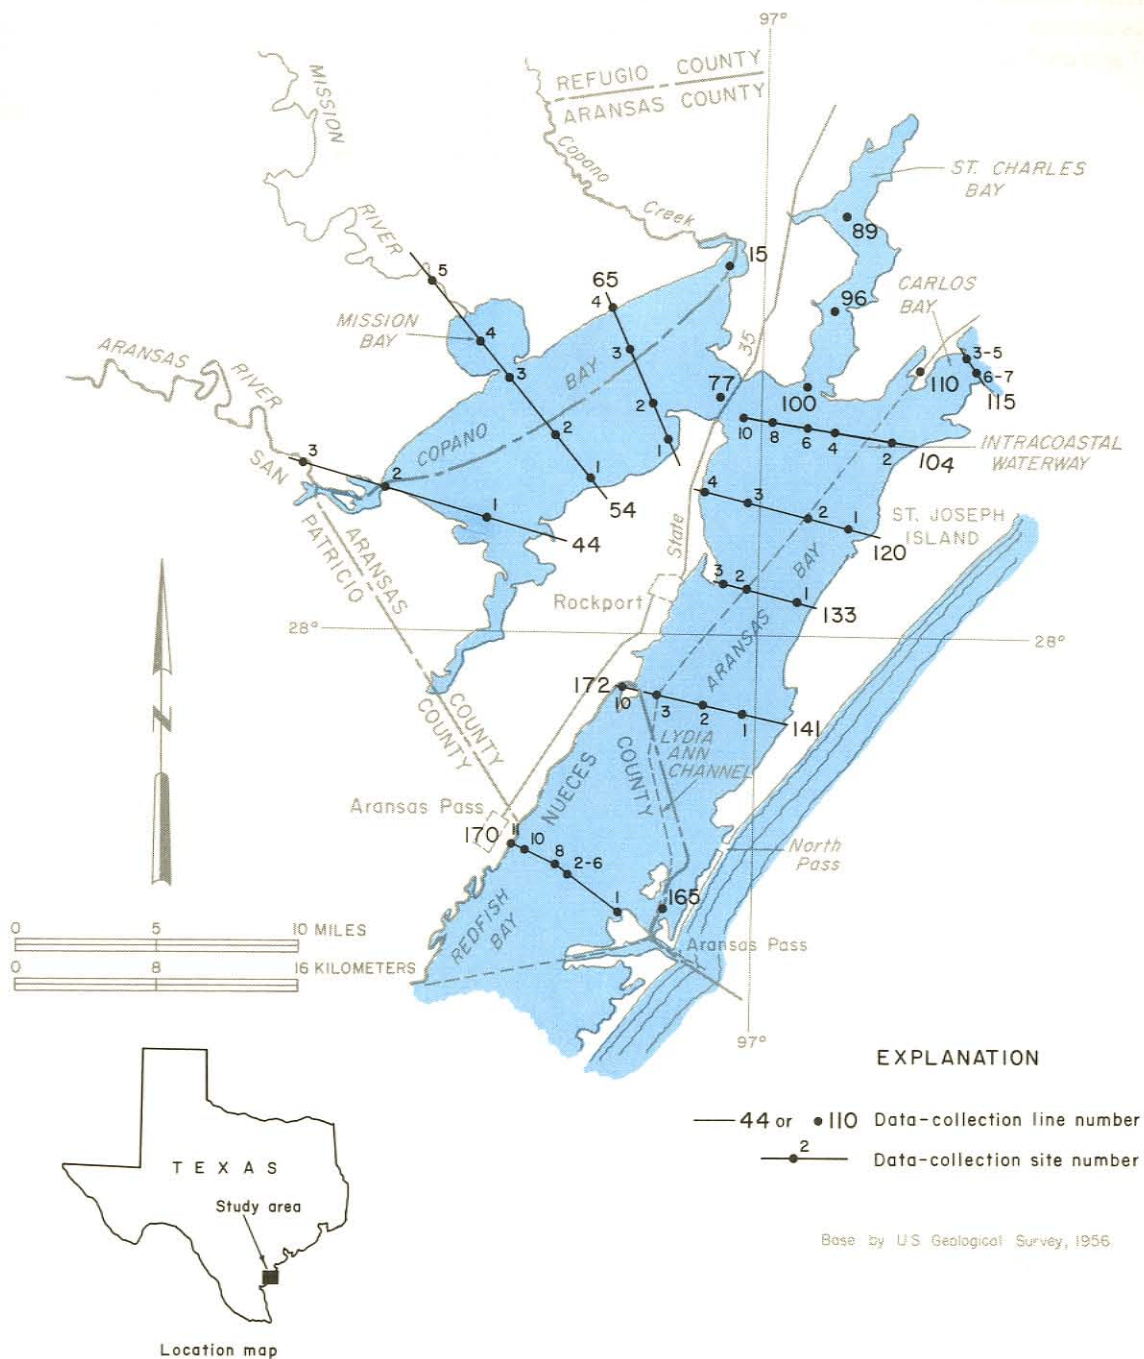 97°
MISSION
RIVER
REFUGIO COUNTY
ARANSAS COUNTY
Copano
Creek
ST. CHARLES
BAY
89
15
65
5
4
96
CARLOS
BAY
MISSION
BAY
4
3
35
3-5
ARANSAS
RIVER
3
77
110
6-7
115
100
BAY
2
10
8
6
4
2
INTRACOASTAL
WATERWAY
104
2
1
COPANO
3
SAN
PATRICIO
2
1
54
4
3
2
1
ST. JOSEPH
ISLAND
1
44
120
State
BAY
ARANSAS
COUNTY
COUNTY
3
2
1
133
Rockport
28°
28°
ARANSAS
172
10
3
2
1
141
LYDIA
ANN
CHANNEL
NUECES
COUNTY
Aransas Pass
170
11
10
8
2-6
1
North
Pass
165
REDFISH
BAY
Aransas Pass
N
0 5 10 MILES
0 8 16 KILOMETERS
97°
EXPLANATION
44 or 110 Data-collection line number
2 Data-collection site number
TEXAS
Study area
Base by U.S. Geological Survey, 1956
Location map